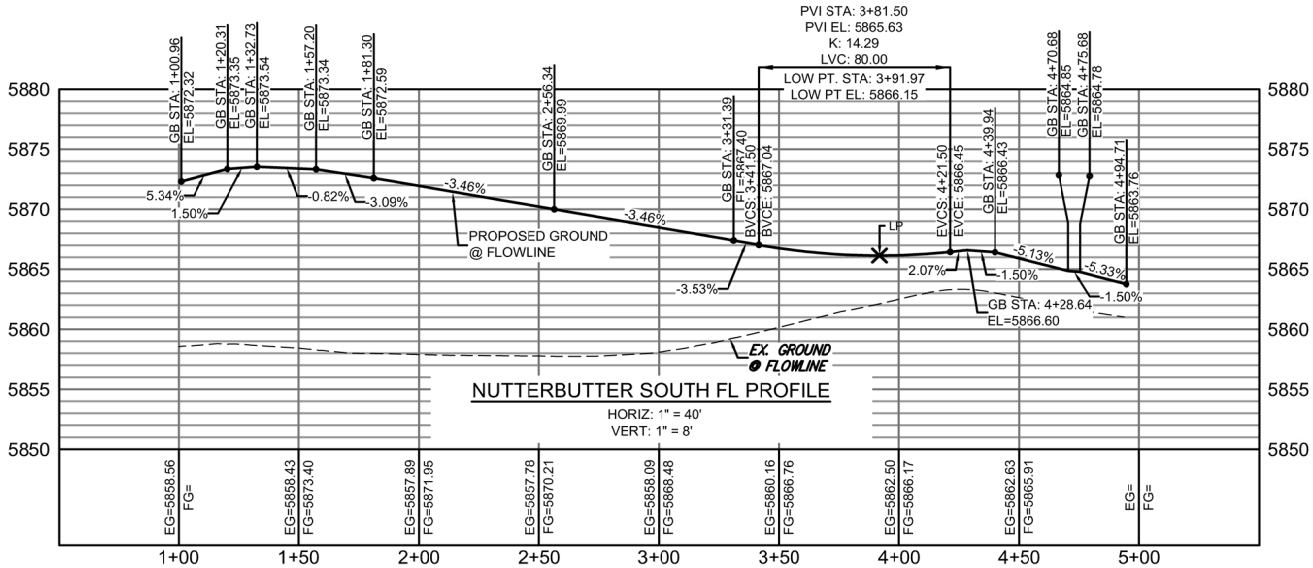 PVI STA: 3+81.50
PVI EL: 5865.63
K: 14.29
LVC: 80.00
LOW PT. STA: 3+91.97
LOW PT EL: 5866.15
GB STA: 1+00.96
EL=5872.32
GB STA: 1+20.31
EL=5873.35
GB STA: 1+32.73
EL=5873.54
GB STA: 1+57.20
EL=5873.34
GB STA: 1+81.30
EL=5872.59
GB STA: 2+56.34
EL=5869.99
GB STA: 3+31.39
EL=5867.40
BVCS: 3+41.50
BVCE: 5867.04
EVCS: 4+21.50
EVCE: 5866.45
GB STA: 4+39.94
EL=5866.43
GB STA: 4+70.68
EL=5864.85
GB STA: 4+75.68
EL=5864.78
GB STA: 4+94.71
EL=5863.76
5880
5880
5875
5875
5870
5870
5865
5865
5860
5860
5855
5855
5850
5850
5.34%
1.50%
-0.82%
-3.09%
-3.46%
-3.46%
-3.53%
2.07%
-1.50%
-5.13%
-5.33%
-1.50%
PROPOSED GROUND
@ FLOWLINE
LP
GB STA: 4+28.64
EL=5866.60
EX. GROUND
@ FLOWLINE
NUTTERBUTTER SOUTH FL PROFILE
HORIZ: 1" = 40'
VERT: 1" = 8'
EG=5858.56
FG=
EG=5858.43
FG=5873.40
EG=5857.89
FG=5871.95
EG=5857.78
FG=5870.21
EG=5858.09
FG=5868.48
EG=5860.16
FG=5866.76
EG=5862.50
FG=5866.17
EG=5862.63
FG=5865.91
EG=
FG=
1+00
1+50
2+00
2+50
3+00
3+50
4+00
4+50
5+00